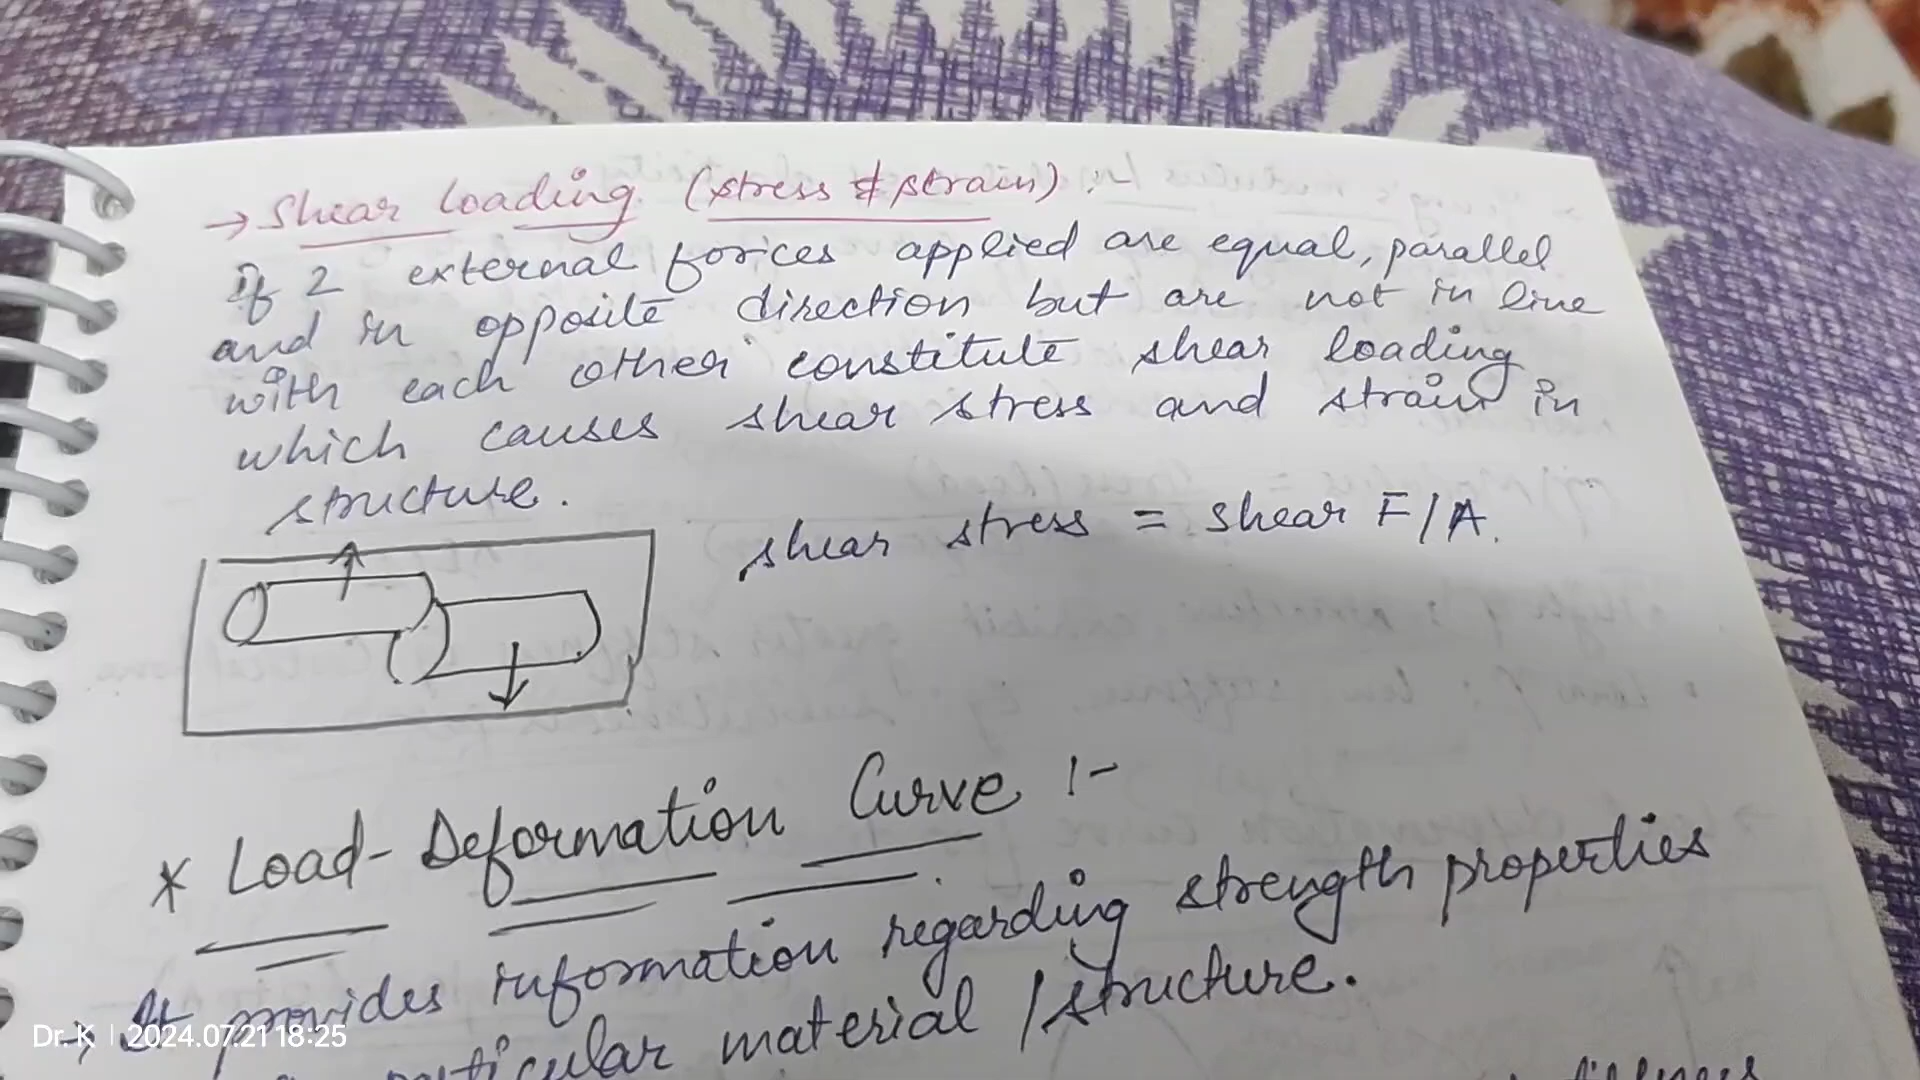 → Shear Loading (stress & strain) :-
If 2 external forces applied are equal, parallel
and in opposite direction but are not in line
with each other constitute shear loading
which causes shear stress and strain in
structure.
shear stress = shear F/A.
* Load-Deformation Curve :-
→ It provides information regarding strength properties
particular material / structure.
Dr. K | 2024.07.21 18:25